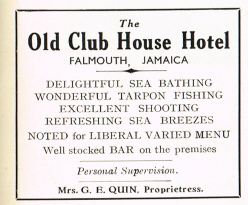 The
Old Club House Hotel
FALMOUTH, JAMAICA
DELIGHTFUL SEA BATHING
WONDERFUL TARPON FISHING
EXCELLENT SHOOTING
REFRESHING SEA BREEZES
NOTED for LIBERAL VARIED MENU
Well stocked BAR on the premises
Personal Supervision.
Mrs. G. E. QUIN, Proprietress.